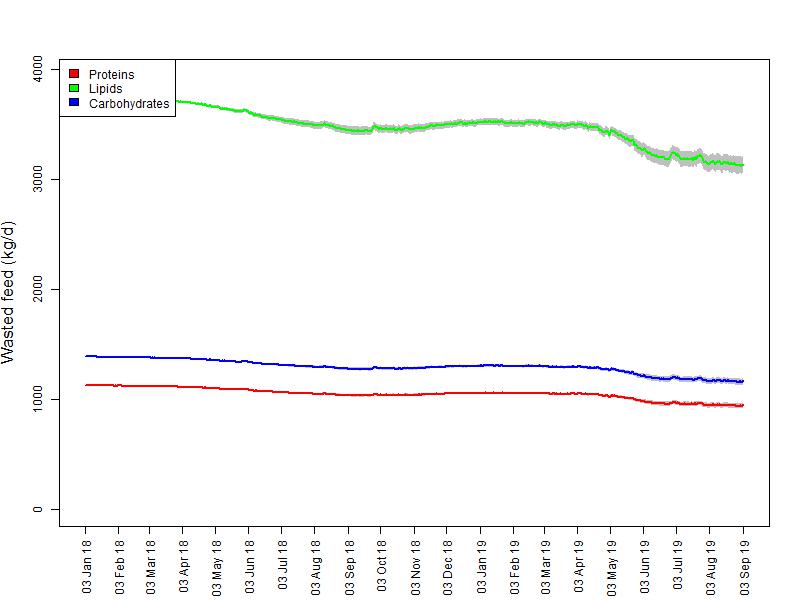 Proteins
Lipids
Carbohydrates
Wasted feed (kg/d)
4000
3000
2000
1000
0
03 Jan 18
03 Feb 18
03 Mar 18
03 Apr 18
03 May 18
03 Jun 18
03 Jul 18
03 Aug 18
03 Sep 18
03 Oct 18
03 Nov 18
03 Dec 18
03 Jan 19
03 Feb 19
03 Mar 19
03 Apr 19
03 May 19
03 Jun 19
03 Jul 19
03 Aug 19
03 Sep 19